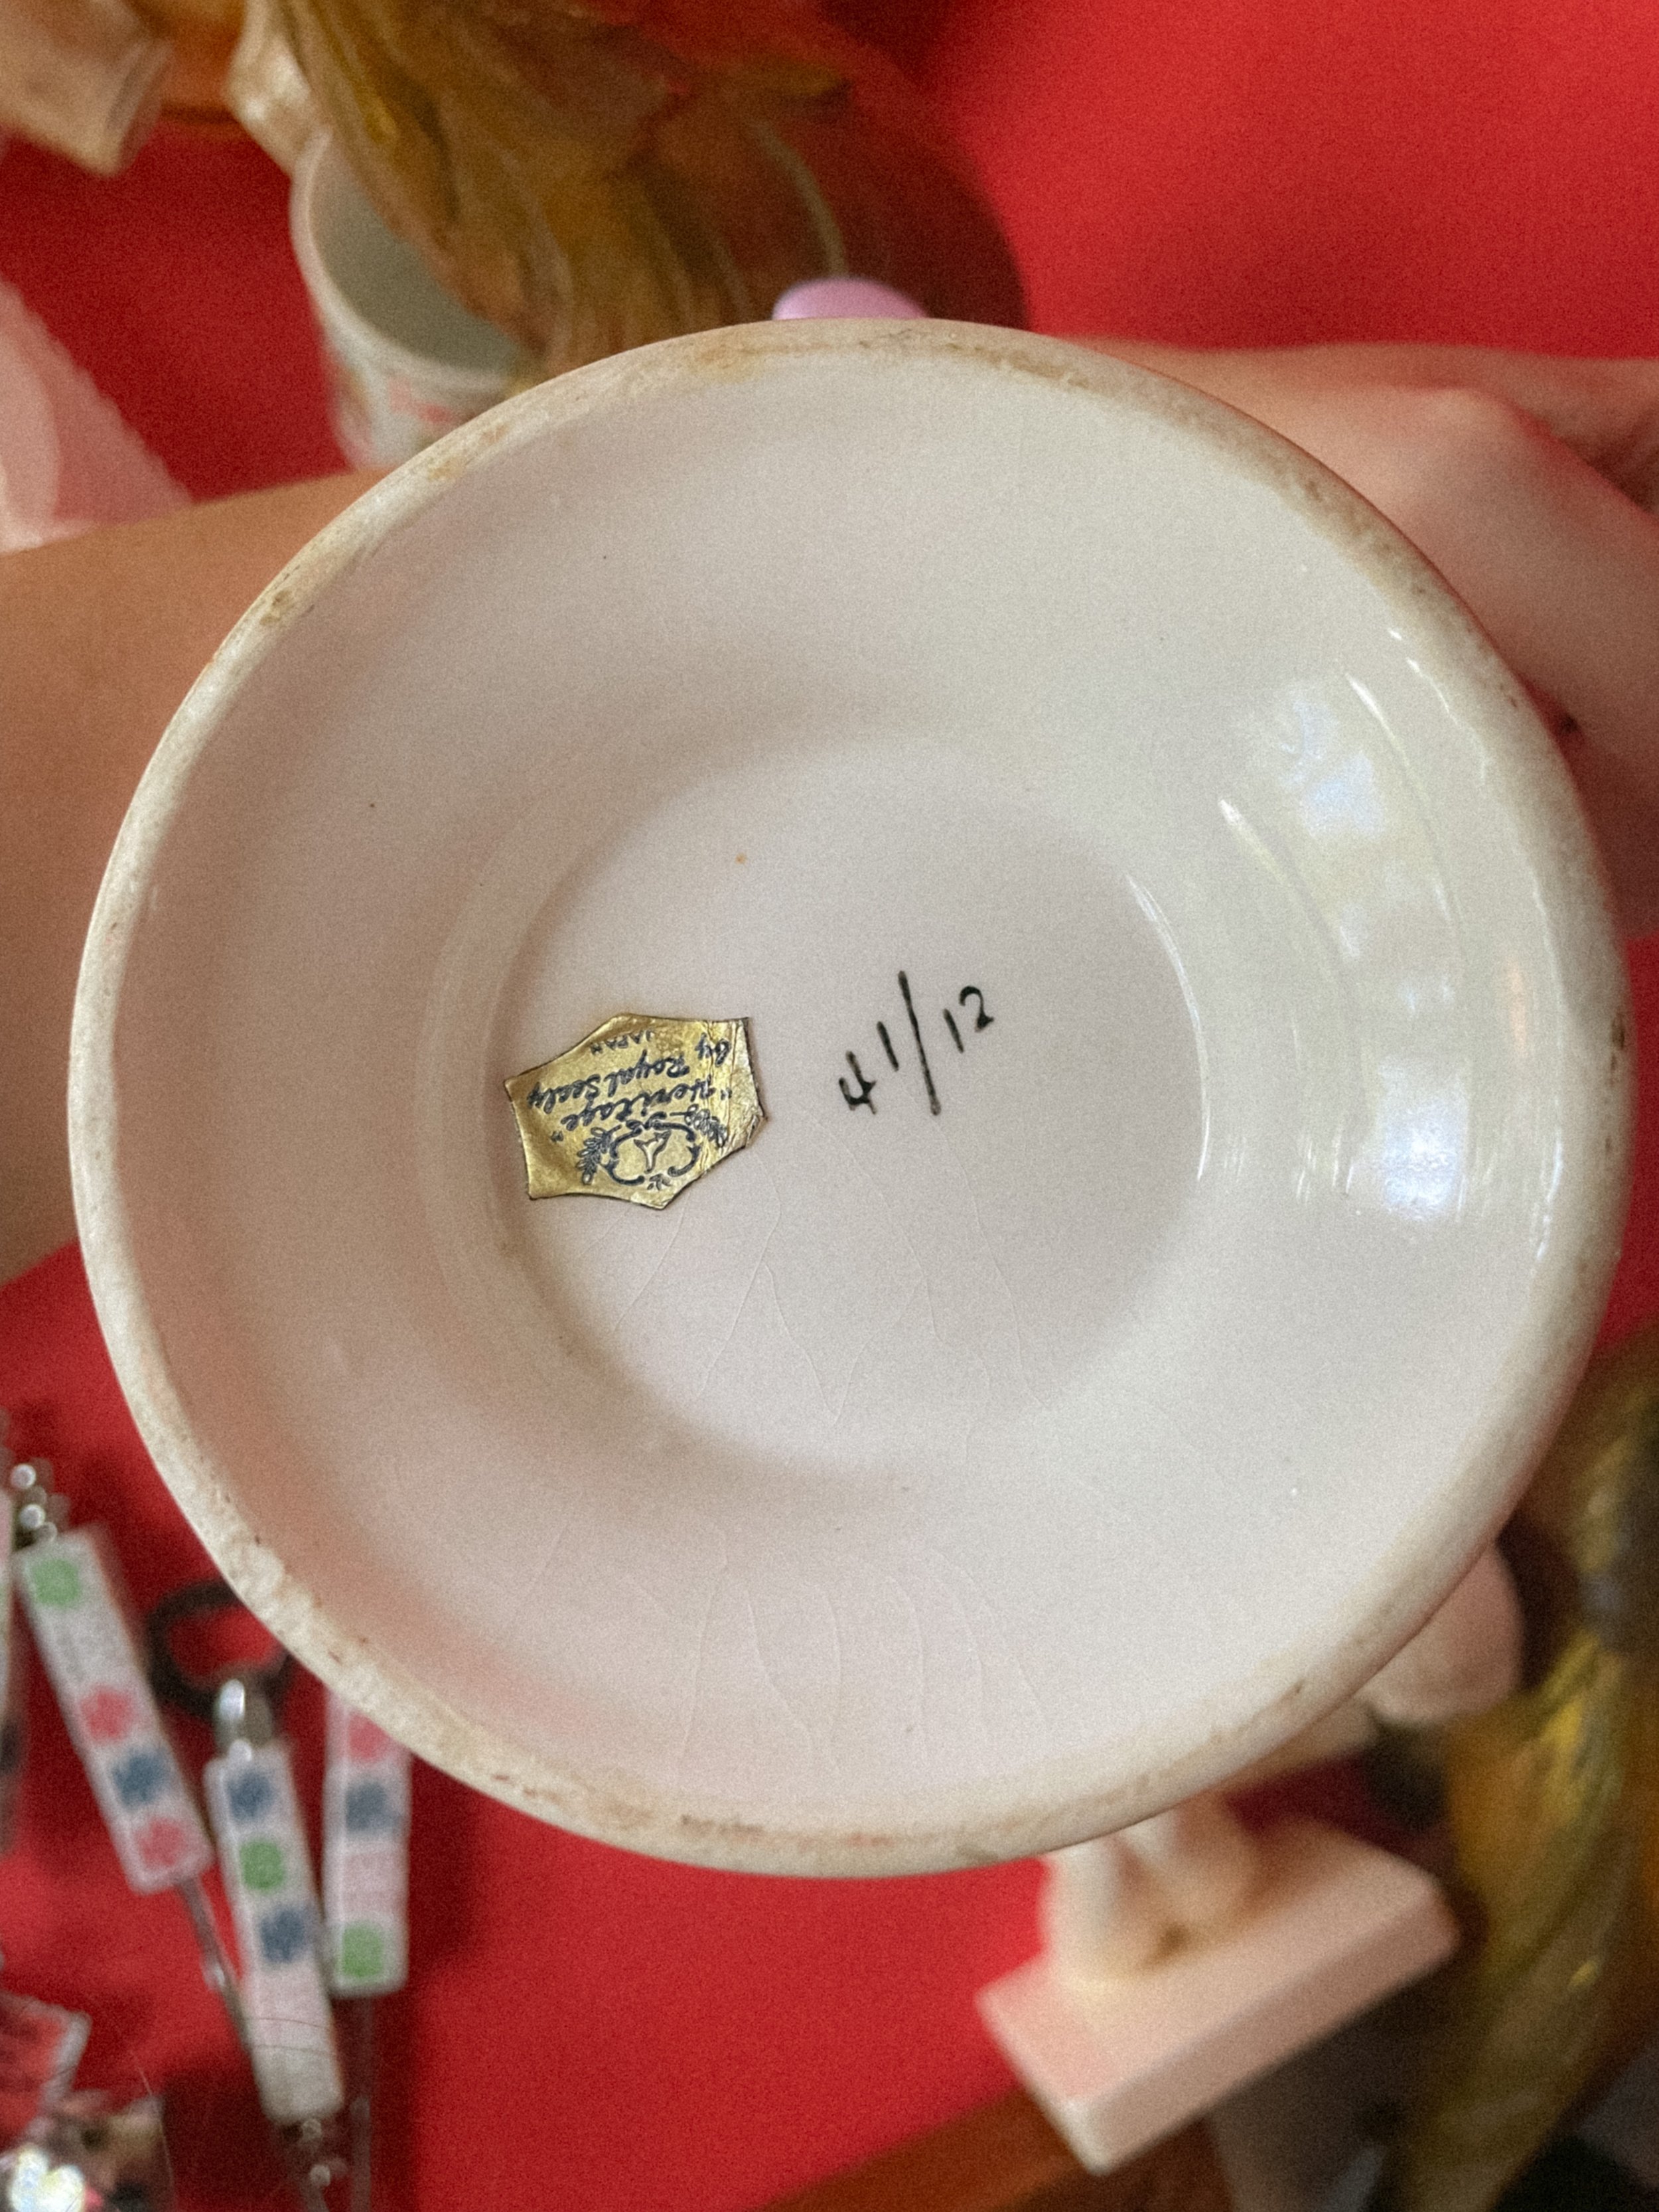 "Heritage"
By Royal Sealy
JAPAN
41/12